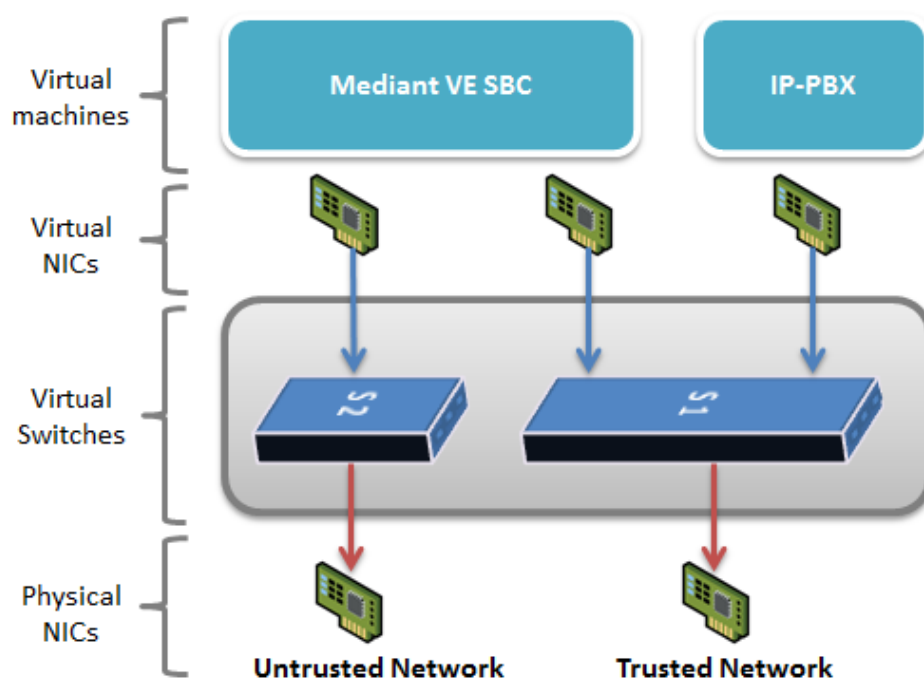 Virtual
machines
Mediant VE SBC
IP-PBX
Virtual
NICs
Virtual
Switches
S2
S1
Physical
NICs
Untrusted Network
Trusted Network